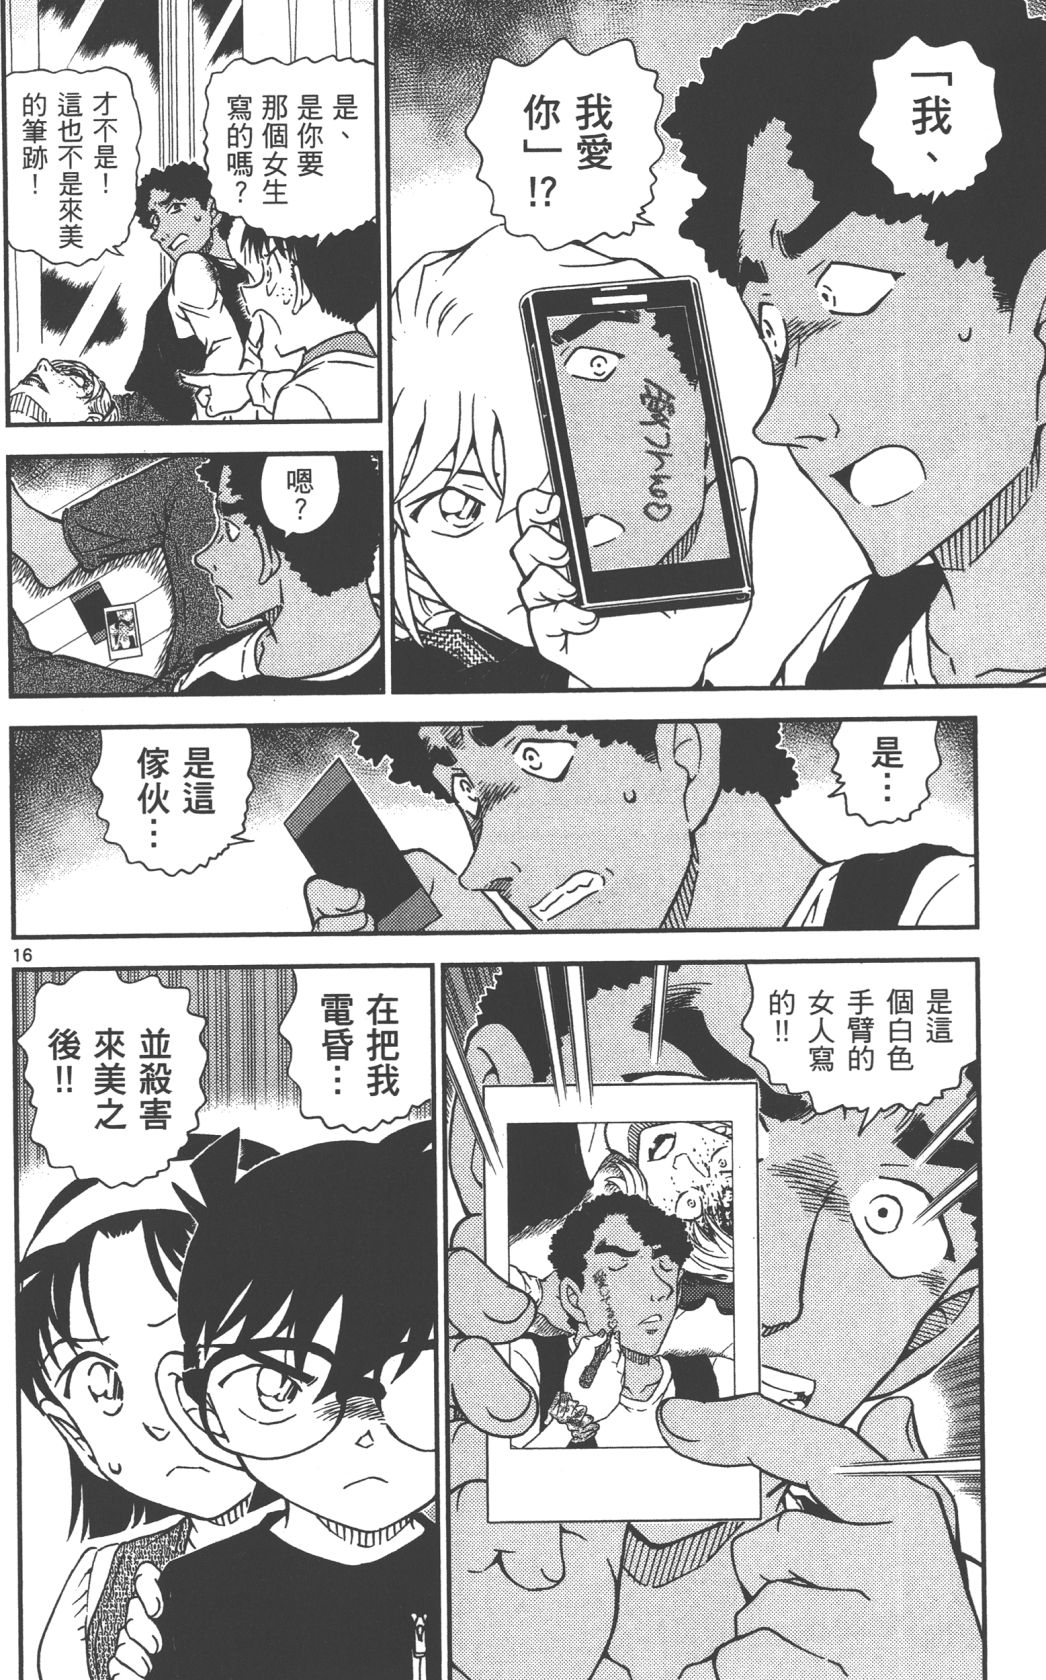 「我、
我愛
你」!?
是、
是你要
那個女生
寫的嗎？
才不是！
這也不是來美
的筆跡！
嗯？
是…
是這
傢伙…
16
是這
個白色
手臂的
女人寫
的!!
在把我
電昏…
並殺害
來美之
後!!